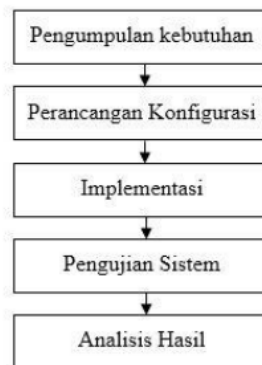 Pengumpulan kebutuhan
Perancangan Konfigurasi
Implementasi
Pengujian Sistem
Analisis Hasil